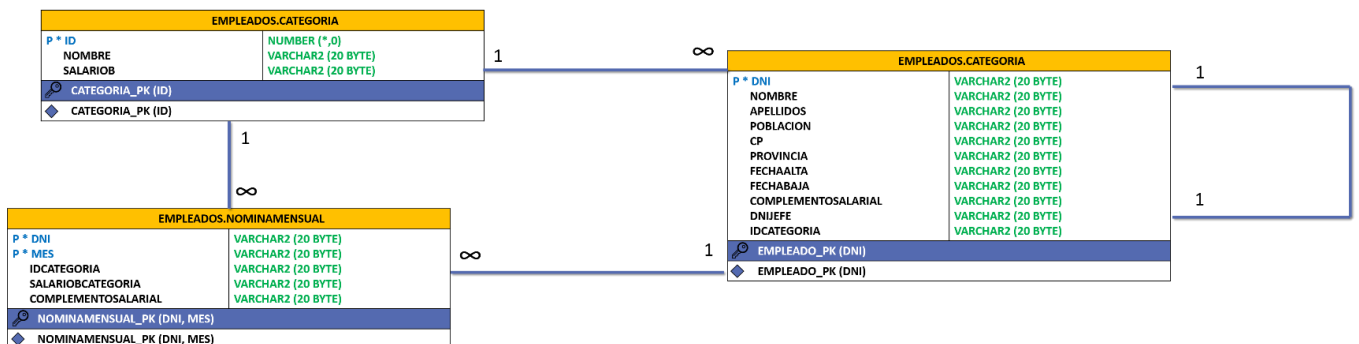 EMPLEADOS.CATEGORIA
P * ID NUMBER (*,0)
NOMBRE VARCHAR2 (20 BYTE)
SALARIOB VARCHAR2 (20 BYTE)
CATEGORIA_PK (ID)
CATEGORIA_PK (ID)
1
∞
EMPLEADOS.CATEGORIA
P * DNI VARCHAR2 (20 BYTE)
NOMBRE VARCHAR2 (20 BYTE)
APELLIDOS VARCHAR2 (20 BYTE)
POBLACION VARCHAR2 (20 BYTE)
CP VARCHAR2 (20 BYTE)
PROVINCIA VARCHAR2 (20 BYTE)
FECHAALTA VARCHAR2 (20 BYTE)
FECHABAJA VARCHAR2 (20 BYTE)
COMPLEMENTOSALARIAL VARCHAR2 (20 BYTE)
DNIJEFE VARCHAR2 (20 BYTE)
IDCATEGORIA VARCHAR2 (20 BYTE)
EMPLEADO_PK (DNI)
EMPLEADO_PK (DNI)
1
1
1
∞
EMPLEADOS.NOMINAMENSUAL
P * DNI VARCHAR2 (20 BYTE)
P * MES VARCHAR2 (20 BYTE)
IDCATEGORIA VARCHAR2 (20 BYTE)
SALARIOBCATEGORIA VARCHAR2 (20 BYTE)
COMPLEMENTOSALARIAL VARCHAR2 (20 BYTE)
NOMINAMENSUAL_PK (DNI, MES)
NOMINAMENSUAL_PK (DNI, MES)
∞
1